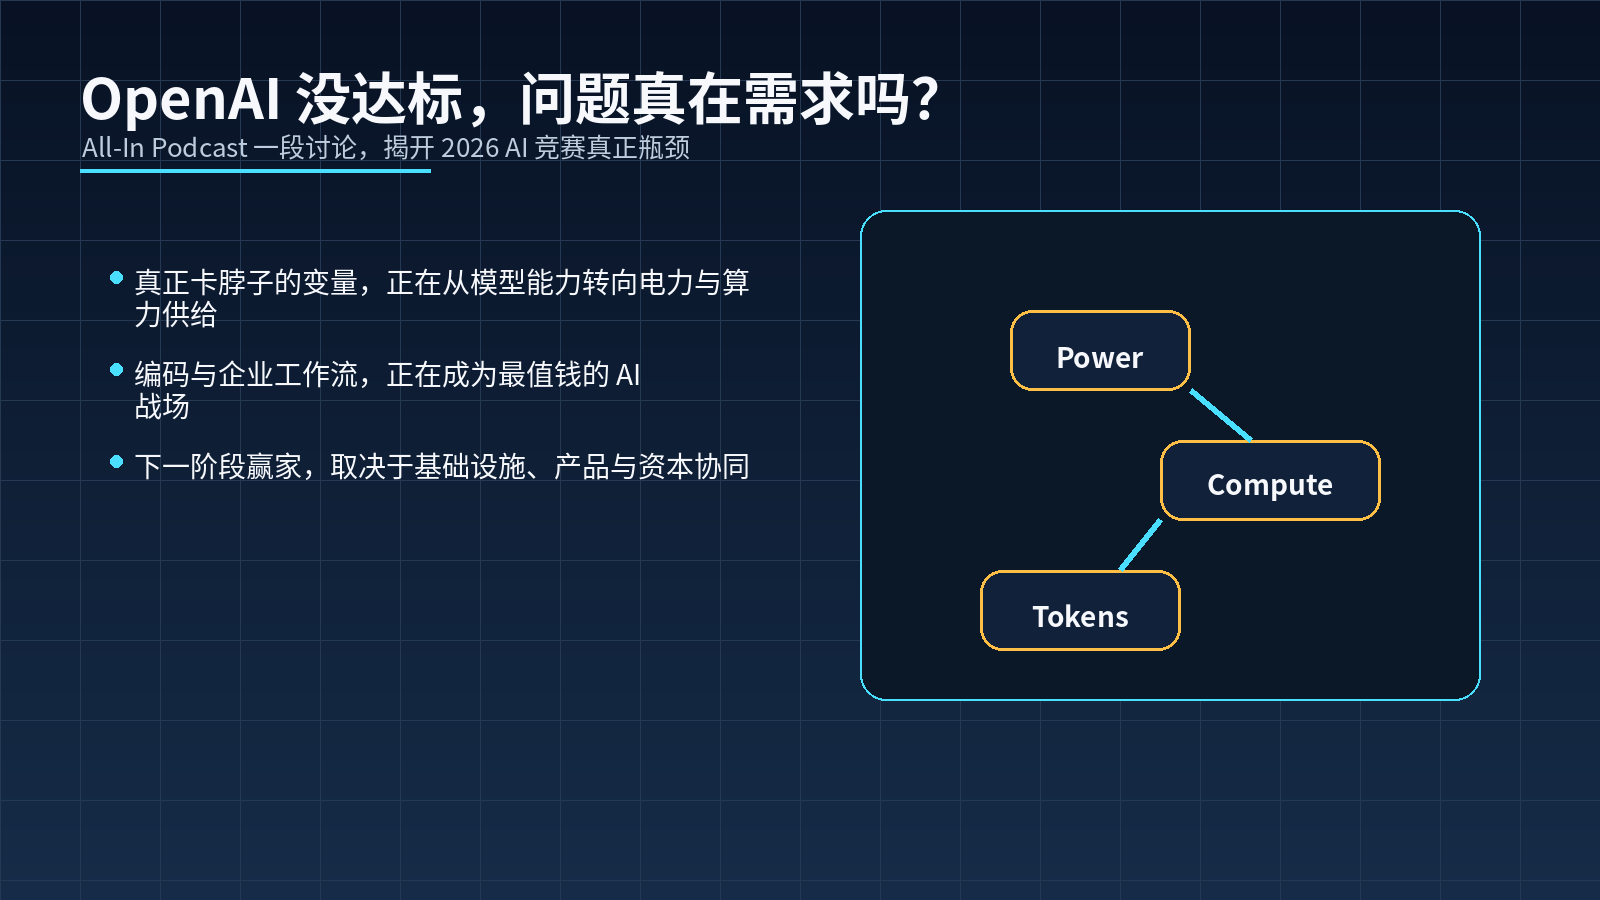 OpenAI 没达标，问题真在需求吗？
All-In Podcast 一段讨论，揭开 2026 AI 竞赛真正瓶颈
真正卡脖子的变量，正在从模型能力转向电力与算
力供给
编码与企业工作流，正在成为最值钱的 AI
战场
下一阶段赢家，取决于基础设施、产品与资本协同
Power
Compute
Tokens